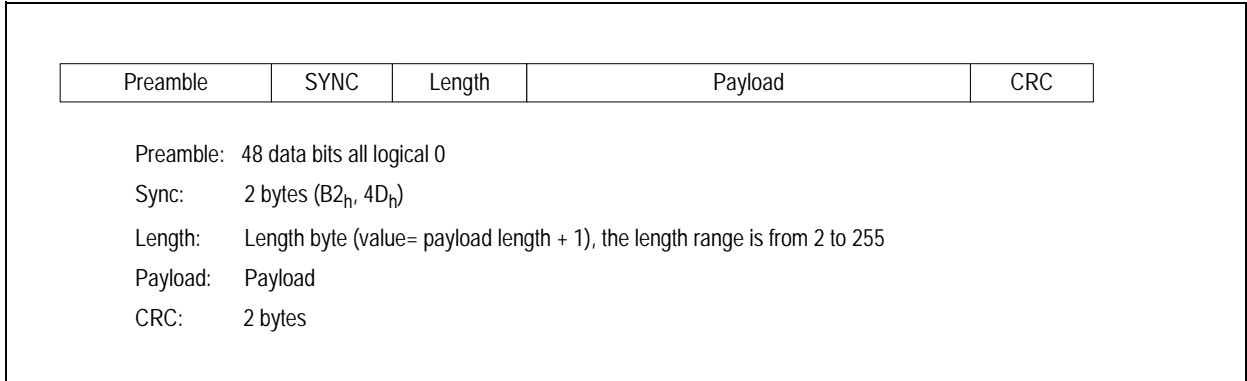 Preamble SYNC Length Payload CRC
Preamble: 48 data bits all logical 0
Sync: 2 bytes (B2h, 4Dh)
Length: Length byte (value= payload length + 1), the length range is from 2 to 255
Payload: Payload
CRC: 2 bytes